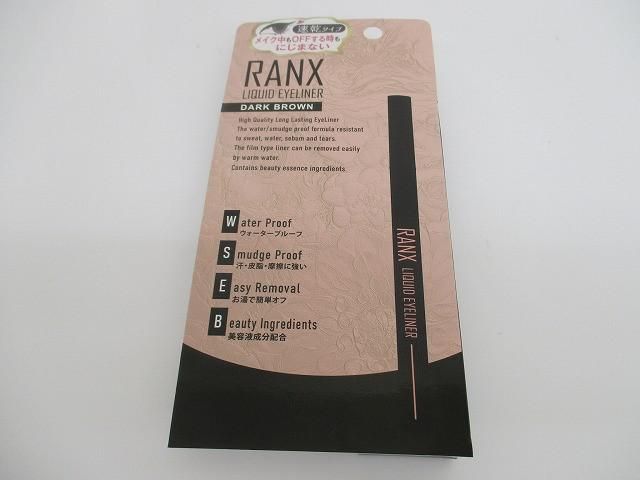 速乾タイプ
メイク中もOFFする時も
にじまない
RANX
LIQUID EYELINER
DARK BROWN
High Quality Long Lasting EyeLiner
The water/smudge proof formula resistant
to sweat, water, sebum and tears.
The film type liner can be removed easily
by warm water.
Contains beauty essence ingredients.
Water Proof
ウォータープルーフ
Smudge Proof
汗・皮脂・摩擦に強い
Easy Removal
お湯で簡単オフ
Beauty Ingredients
美容液成分配合
RANX LIQUID EYELINER